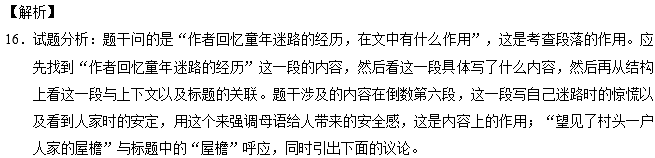 【解析】
16．试题分析：题干问的是“作者回忆童年迷路的经历，在文中有什么作用”，这是考查段落的作用。应
先找到“作者回忆童年迷路的经历”这一段的内容，然后看这一段具体写了什么内容，然后再从结构
上看这一段与上下文以及标题的关联。题干涉及的内容在倒数第六段，这一段写自己迷路时的惊慌以
及看到人家时的安定，用这个来强调母语给人带来的安全感，这是内容上的作用；“望见了村头一户
人家的屋檐”与标题中的“屋檐”呼应，同时引出下面的议论。